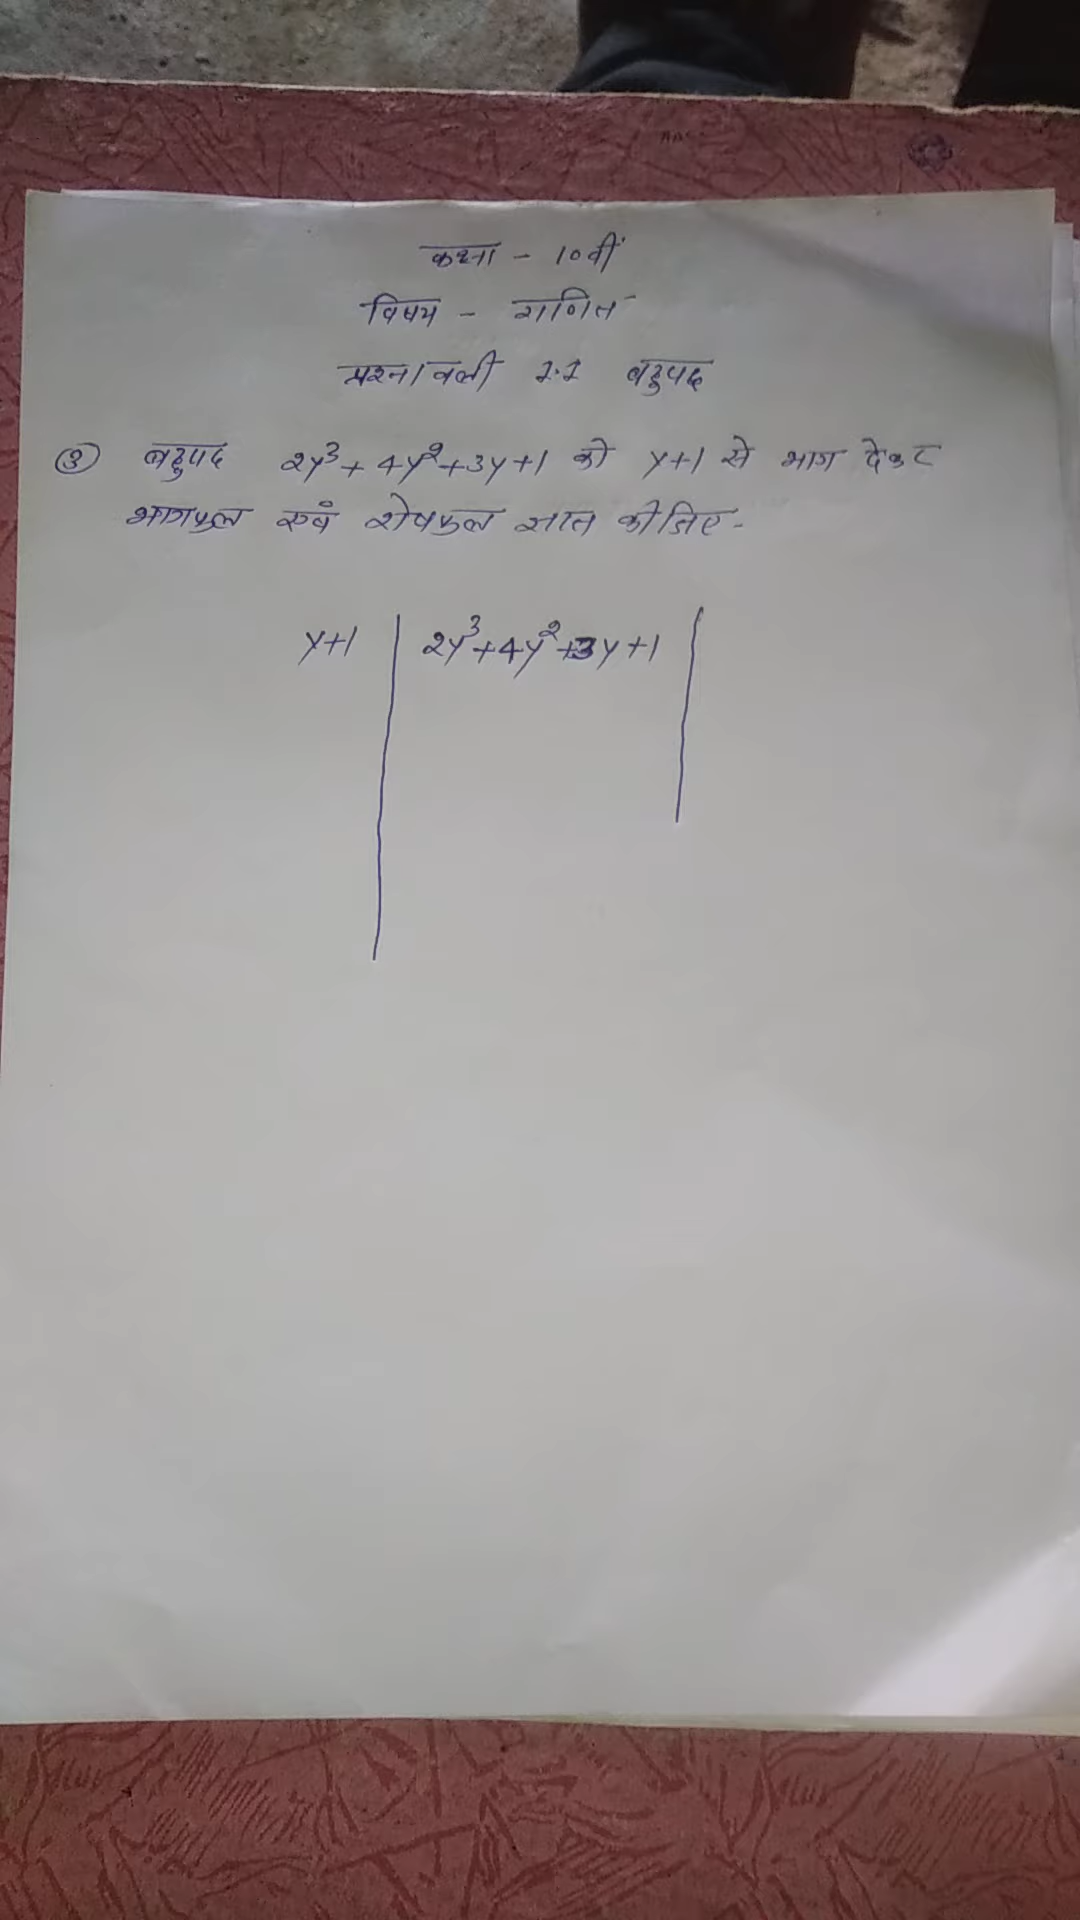 कक्षा - 10वीं
विषय - गणित
प्रश्नावली 2.2 बहुपद
③ बहुपद 2y³+4y²+3y+1 को y+1 से भाग देकर
भागफल एवं शेषफल ज्ञात कीजिए -
y+1 | 2y³+4y²+3y+1 |